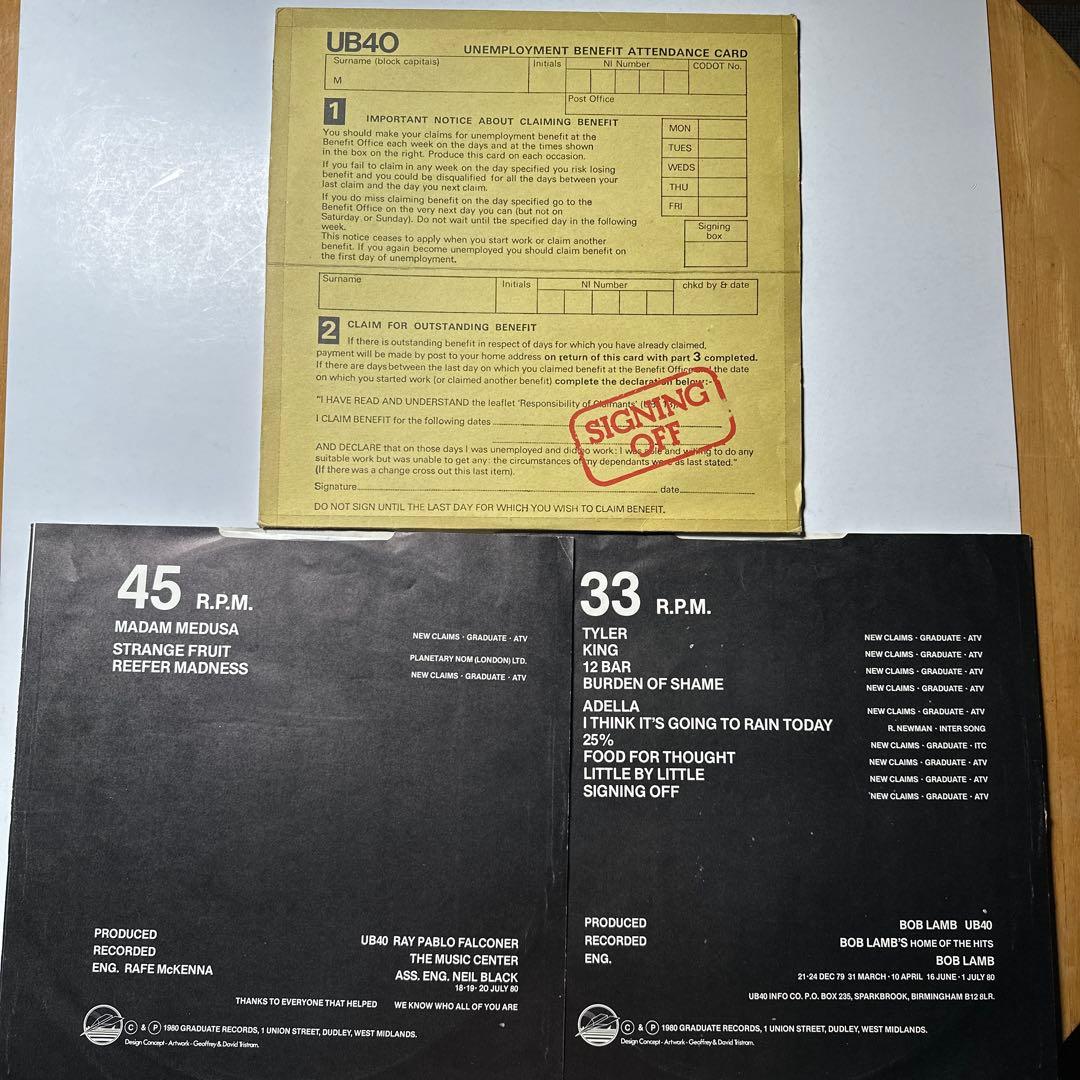 UB40
UNEMPLOYMENT BENEFIT ATTENDANCE CARD
Surname (block capitals)
Initials
NI Number
CODOT No.
M
Post Office
1
IMPORTANT NOTICE ABOUT CLAIMING BENEFIT
You should make your claims for unemployment benefit at the
Benefit Office each week on the days and at the times shown
in the box on the right. Produce this card on each occasion.
If you fail to claim in any week on the day specified you risk losing
benefit and you could be disqualified for all the days between your
last claim and the day you next claim.
If you do miss claiming benefit on the day specified go to the
Benefit Office on the very next day you can (but not on
Saturday or Sunday). Do not wait until the specified day in the following
week.
This notice ceases to apply when you start work or claim another
benefit. If you again become unemployed you should claim benefit on
the first day of unemployment.
MON
TUES
WEDS
THU
FRI
Signing
box
Surname
Initials
NI Number
chkd by & date
2
CLAIM FOR OUTSTANDING BENEFIT
If there is outstanding benefit in respect of days for which you have already claimed,
payment will be made by post to your home address on return of this card with part 3 completed.
If there are days between the last day on which you claimed benefit at the Benefit Office the date
on which you started work (or claimed another benefit) complete the declaration below:-
"I HAVE READ AND UNDERSTAND the leaflet 'Responsibility of Claimants'
I CLAIM BENEFIT for the following dates
AND DECLARE that on those days I was unemployed and did no work: I was able and willing to do any
suitable work but was unable to get any: the circumstances of my dependants were as last stated."
(If there was a change cross out this last item).
Signature
date
DO NOT SIGN UNTIL THE LAST DAY FOR WHICH YOU WISH TO CLAIM BENEFIT.
SIGNING
OFF
45 R.P.M.
MADAM MEDUSA
NEW CLAIMS · GRADUATE · ATV
STRANGE FRUIT
PLANETARY NOM (LONDON) LTD.
REEFER MADNESS
NEW CLAIMS · GRADUATE · ATV
PRODUCED
UB40 RAY PABLO FALCONER
RECORDED
THE MUSIC CENTER
ENG. RAFE McKENNA
ASS. ENG. NEIL BLACK
18·19· 20 JULY 80
THANKS TO EVERYONE THAT HELPED WE KNOW WHO ALL OF YOU ARE
© & ℗ 1980 GRADUATE RECORDS, 1 UNION STREET, DUDLEY, WEST MIDLANDS.
Design Concept - Artwork - Geoffrey & David Tristram.
33 R.P.M.
TYLER
NEW CLAIMS · GRADUATE · ATV
KING
NEW CLAIMS · GRADUATE · ATV
12 BAR
NEW CLAIMS · GRADUATE · ATV
BURDEN OF SHAME
NEW CLAIMS · GRADUATE · ATV
ADELLA
NEW CLAIMS · GRADUATE · ATV
I THINK IT'S GOING TO RAIN TODAY
R. NEWMAN · INTER SONG
25%
NEW CLAIMS · GRADUATE · ITC
FOOD FOR THOUGHT
NEW CLAIMS · GRADUATE · ATV
LITTLE BY LITTLE
NEW CLAIMS · GRADUATE · ATV
SIGNING OFF
NEW CLAIMS · GRADUATE · ATV
PRODUCED
BOB LAMB UB40
RECORDED
BOB LAMB'S HOME OF THE HITS
ENG.
BOB LAMB
21-24 DEC 79 31 MARCH · 10 APRIL 16 JUNE · 1 JULY 80
UB40 INFO CO. P.O. BOX 235, SPARKBROOK, BIRMINGHAM B12 8LR.
© & ℗ 1980 GRADUATE RECORDS, 1 UNION STREET, DUDLEY, WEST MIDLANDS.
Design Concept - Artwork - Geoffrey & David Tristram.